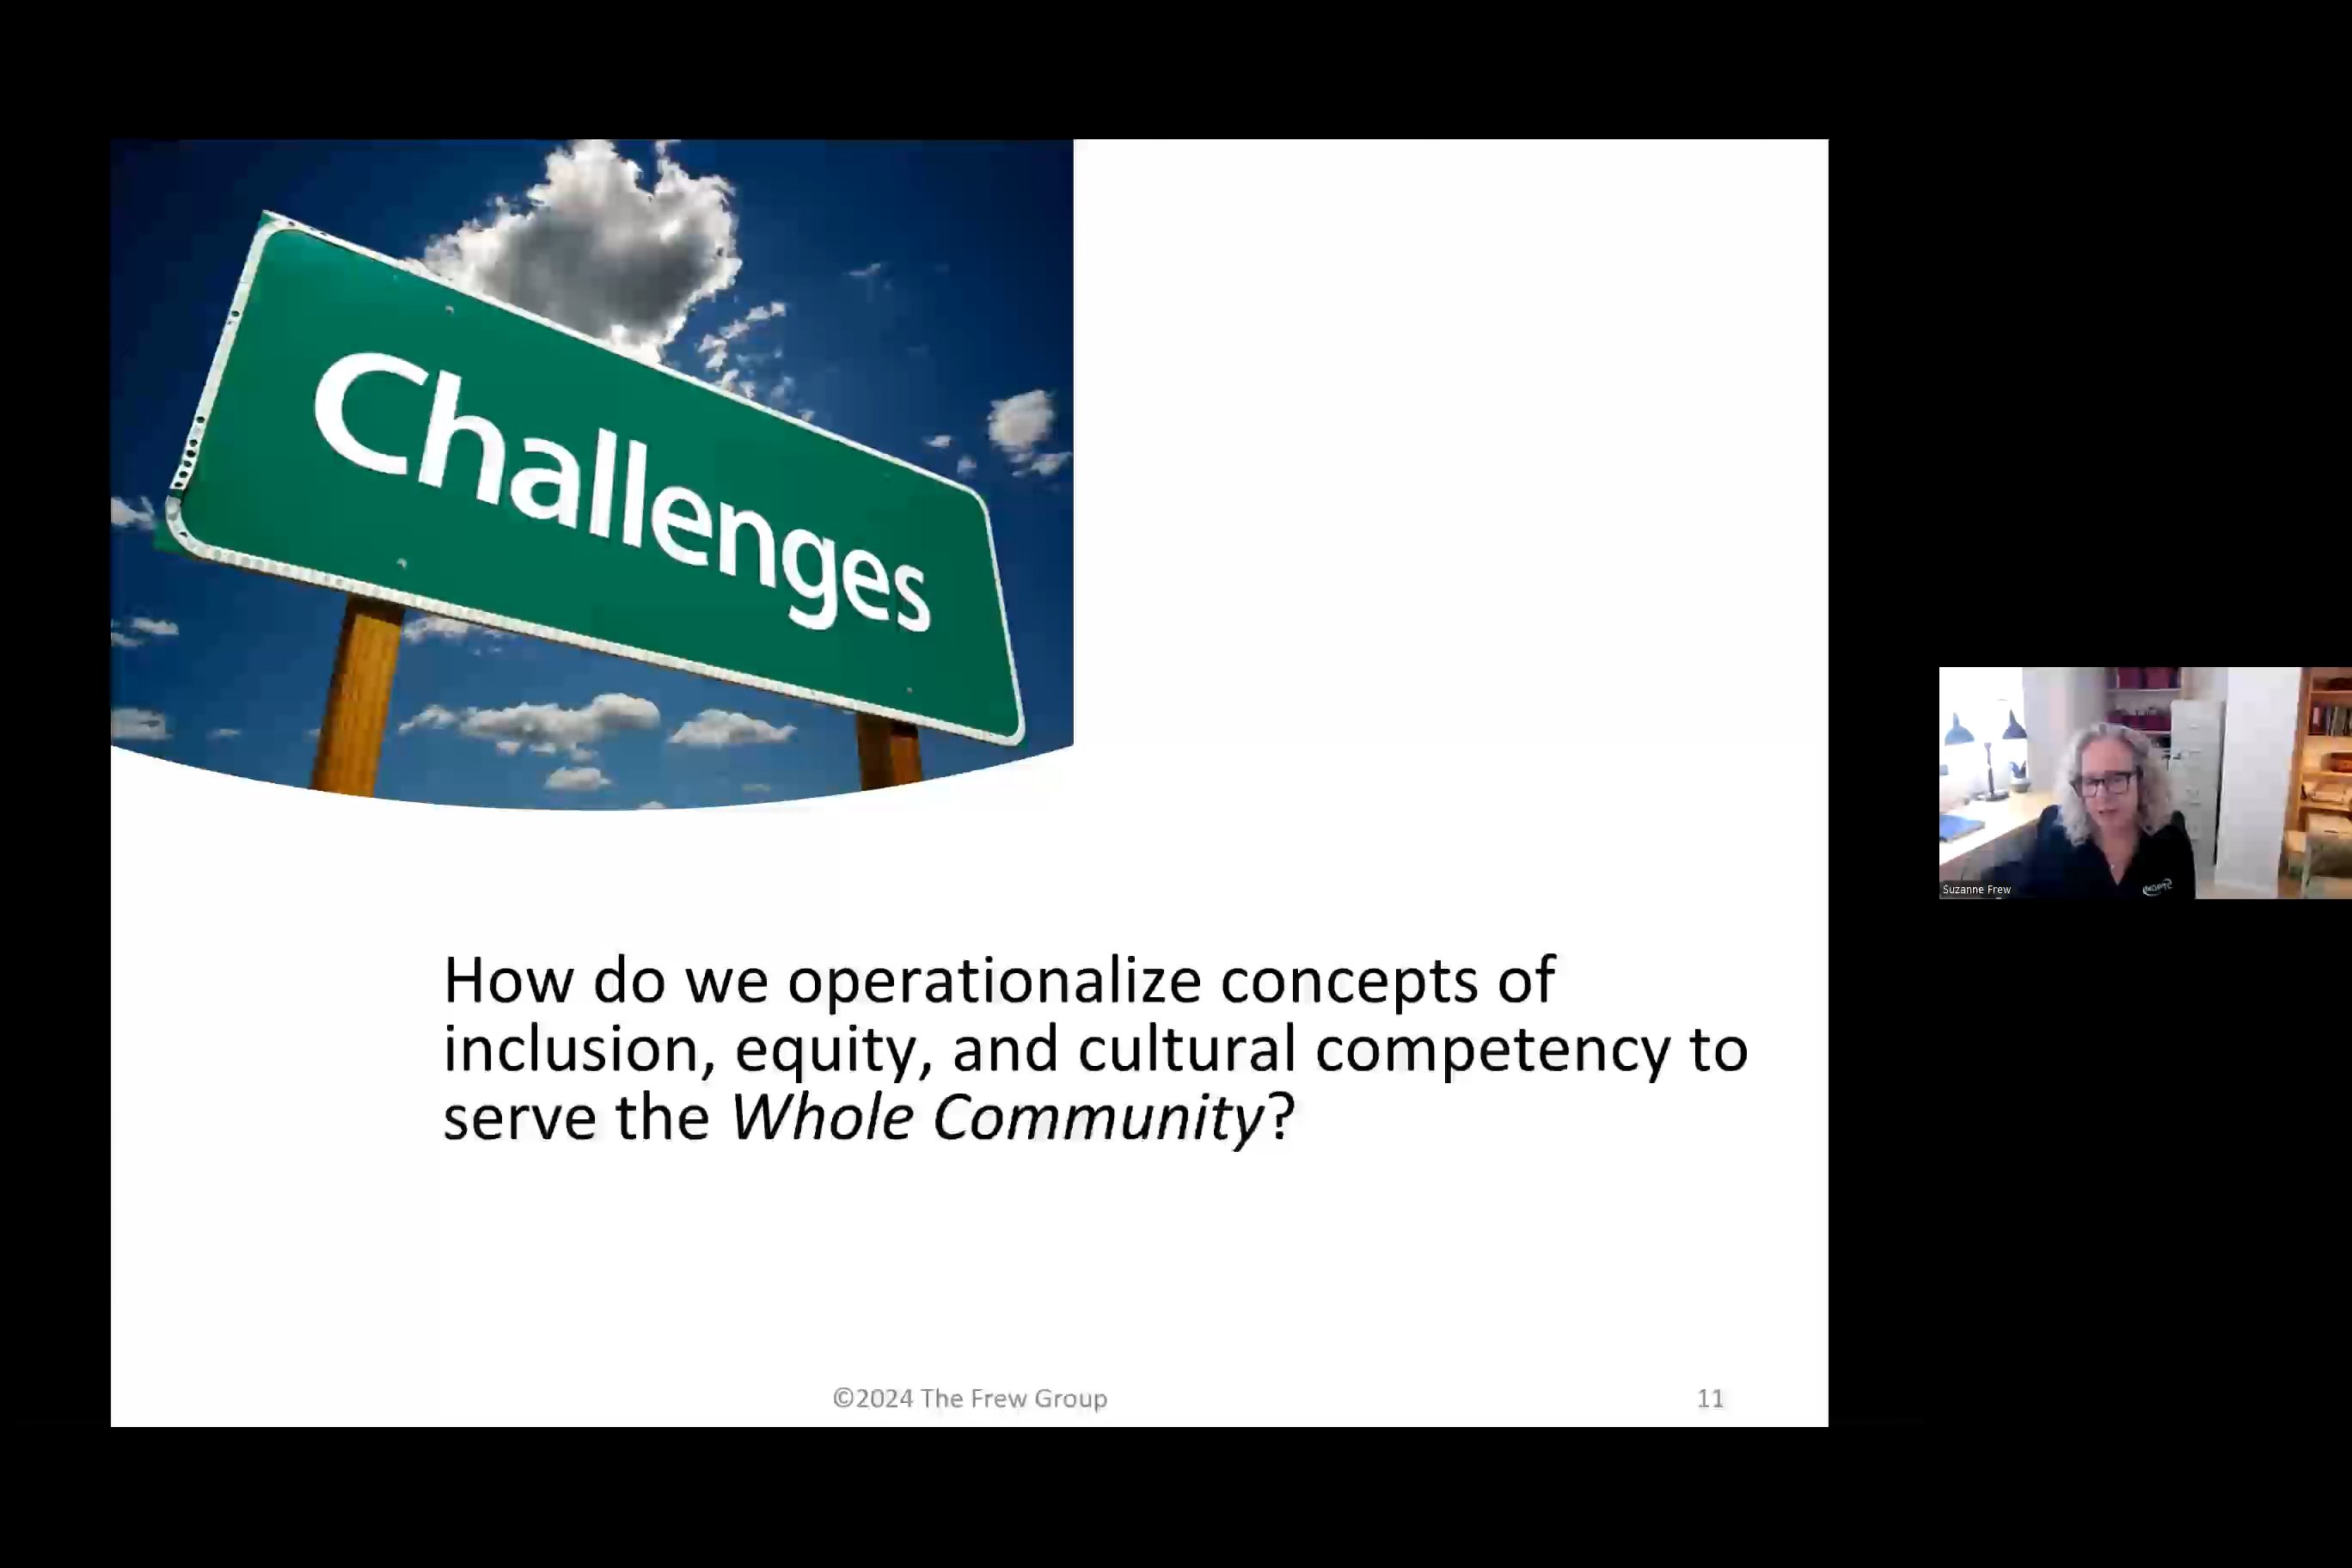 Challenges
How do we operationalize concepts of
inclusion, equity, and cultural competency to
serve the Whole Community?
©2024 The Frew Group
11
Suzanne Frew